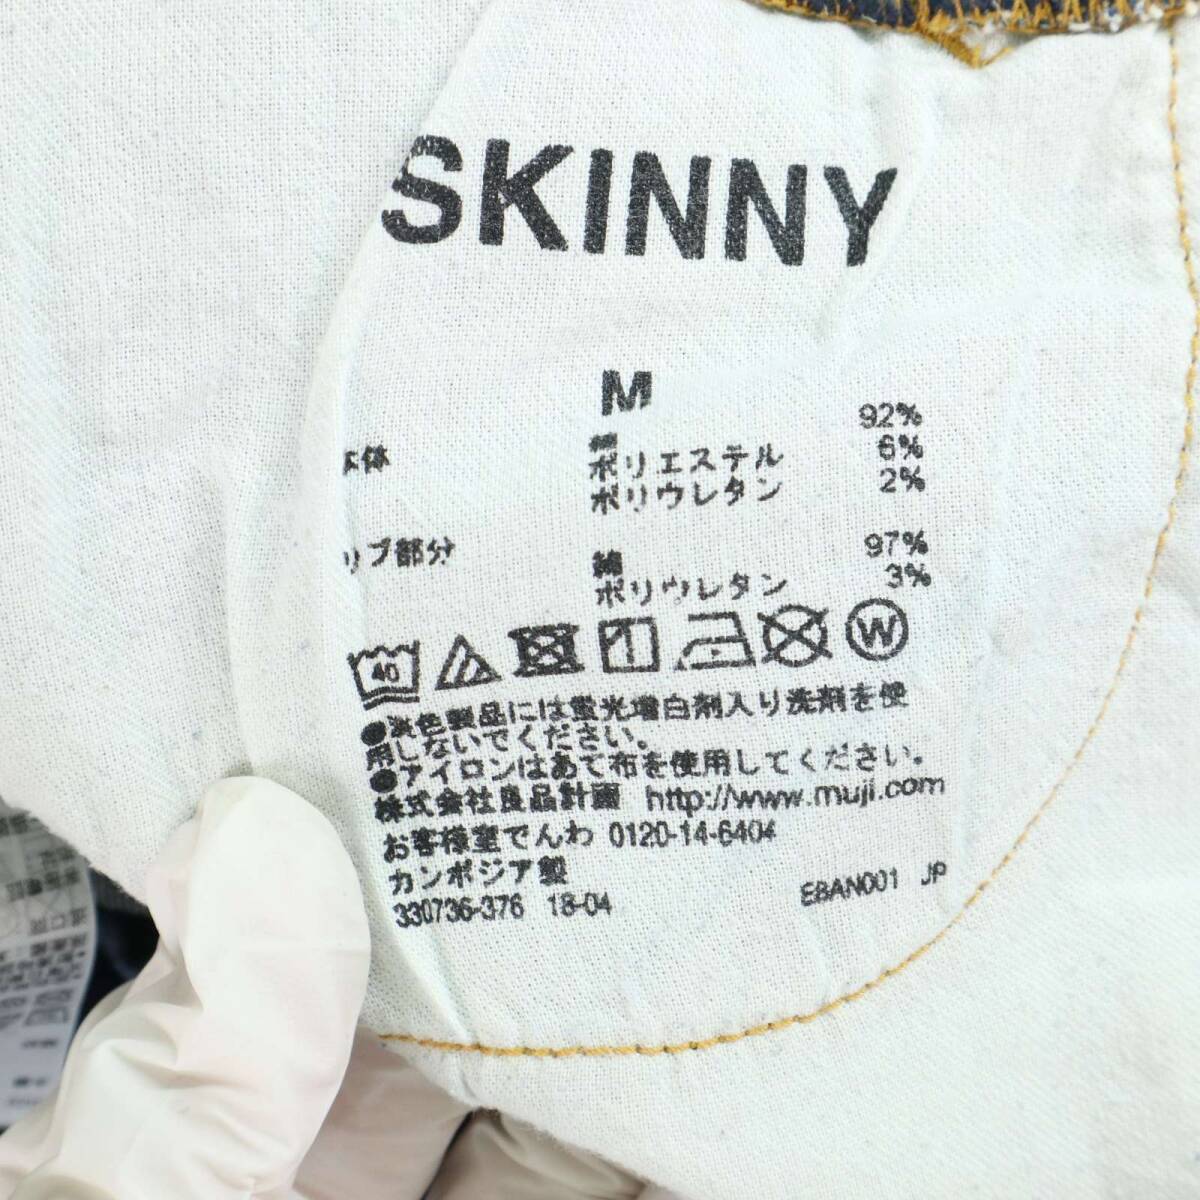 SKINNY
M
本体 綿 92%
ポリエステル 6%
ポリウレタン 2%
リブ部分 綿 97%
ポリウレタン 3%
40 W
●淡色製品には蛍光増白剤入り洗剤を使
用しないでください。
●アイロンはあて布を使用してください。
株式会社良品計画 http://www.muji.com
お客様室でんわ 0120-14-6404
カンボジア製
330736-376 18-04 EBAN001 JP